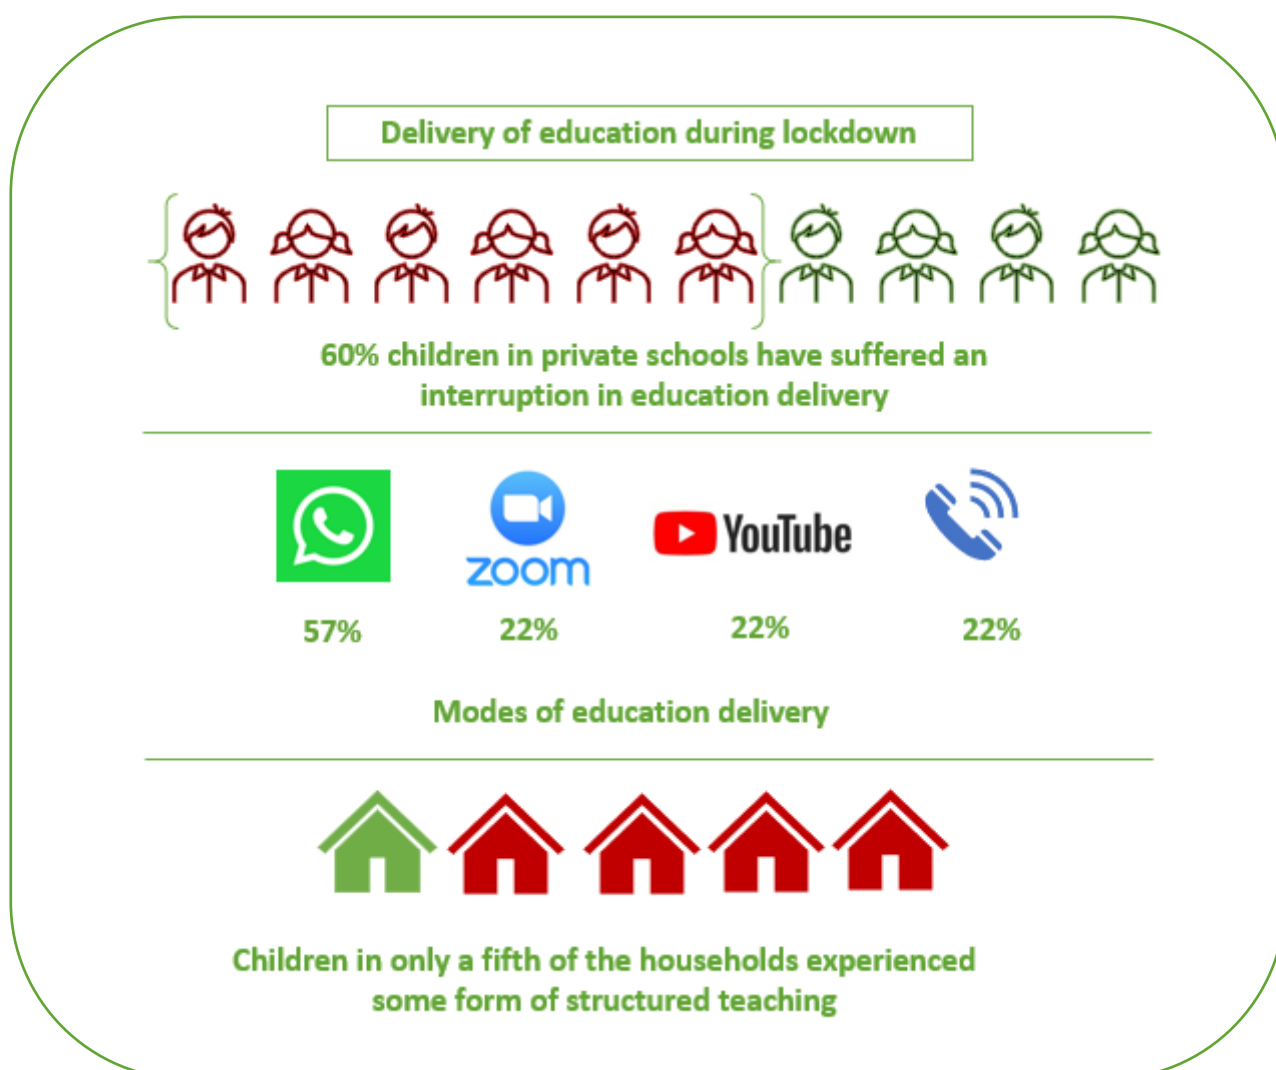 Delivery of education during lockdown
60% children in private schools have suffered an
interruption in education delivery
zoom
YouTube
57%
22%
22%
22%
Modes of education delivery
Children in only a fifth of the households experienced
some form of structured teaching